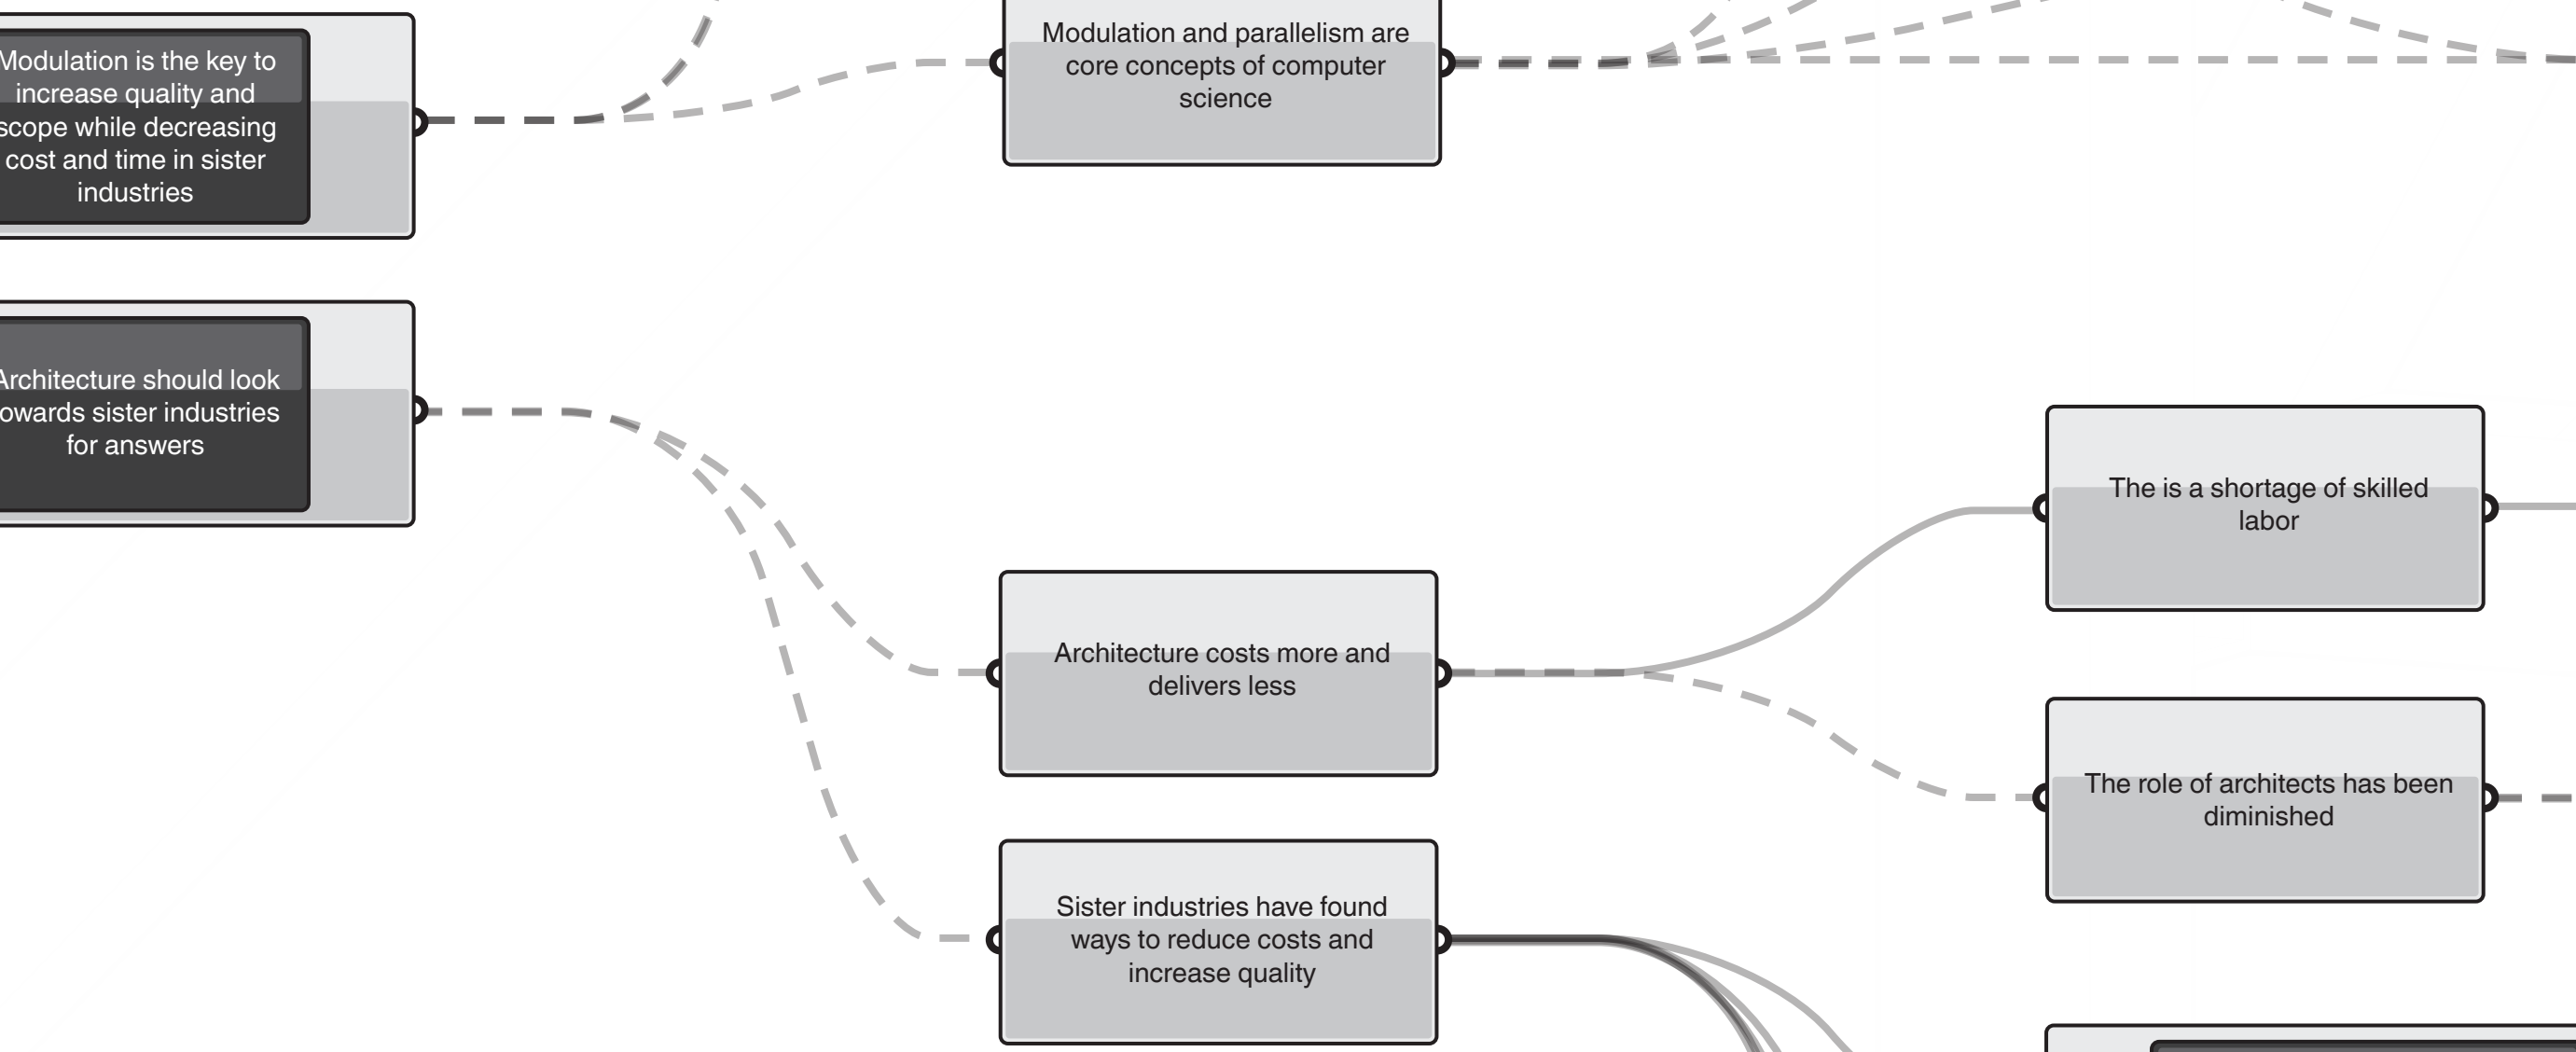 Modulation is the key to
increase quality and
scope while decreasing
cost and time in sister
industries
Modulation and parallelism are
core concepts of computer
science
Architecture should look
owards sister industries
for answers
The is a shortage of skilled
labor
Architecture costs more and
delivers less
The role of architects has been
diminished
Sister industries have found
ways to reduce costs and
increase quality